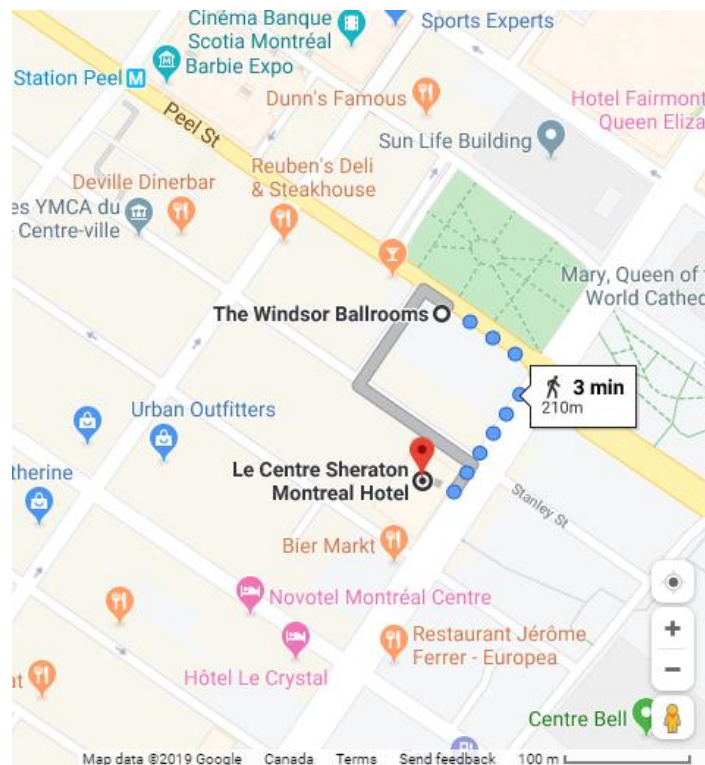 Cinéma Banque
Scotia Montréal
Sports Experts
Barbie Expo
Station Peel M
Dunn's Famous
Hotel Fairmont
Queen Eliza
Peel St
Sun Life Building
Reuben's Deli
& Steakhouse
Deville Dinerbar
es YMCA du
Centre-ville
Mary, Queen of
World Cathed
The Windsor Ballrooms
3 min
210m
Urban Outfitters
Le Centre Sheraton
Montreal Hotel
therine
Stanley St
Bier Markt
Novotel Montréal Centre
Restaurant Jérôme
Ferrer - Europea
Hôtel Le Crystal
at
Centre Bell
Map data ©2019 Google Canada Terms Send feedback 100 m